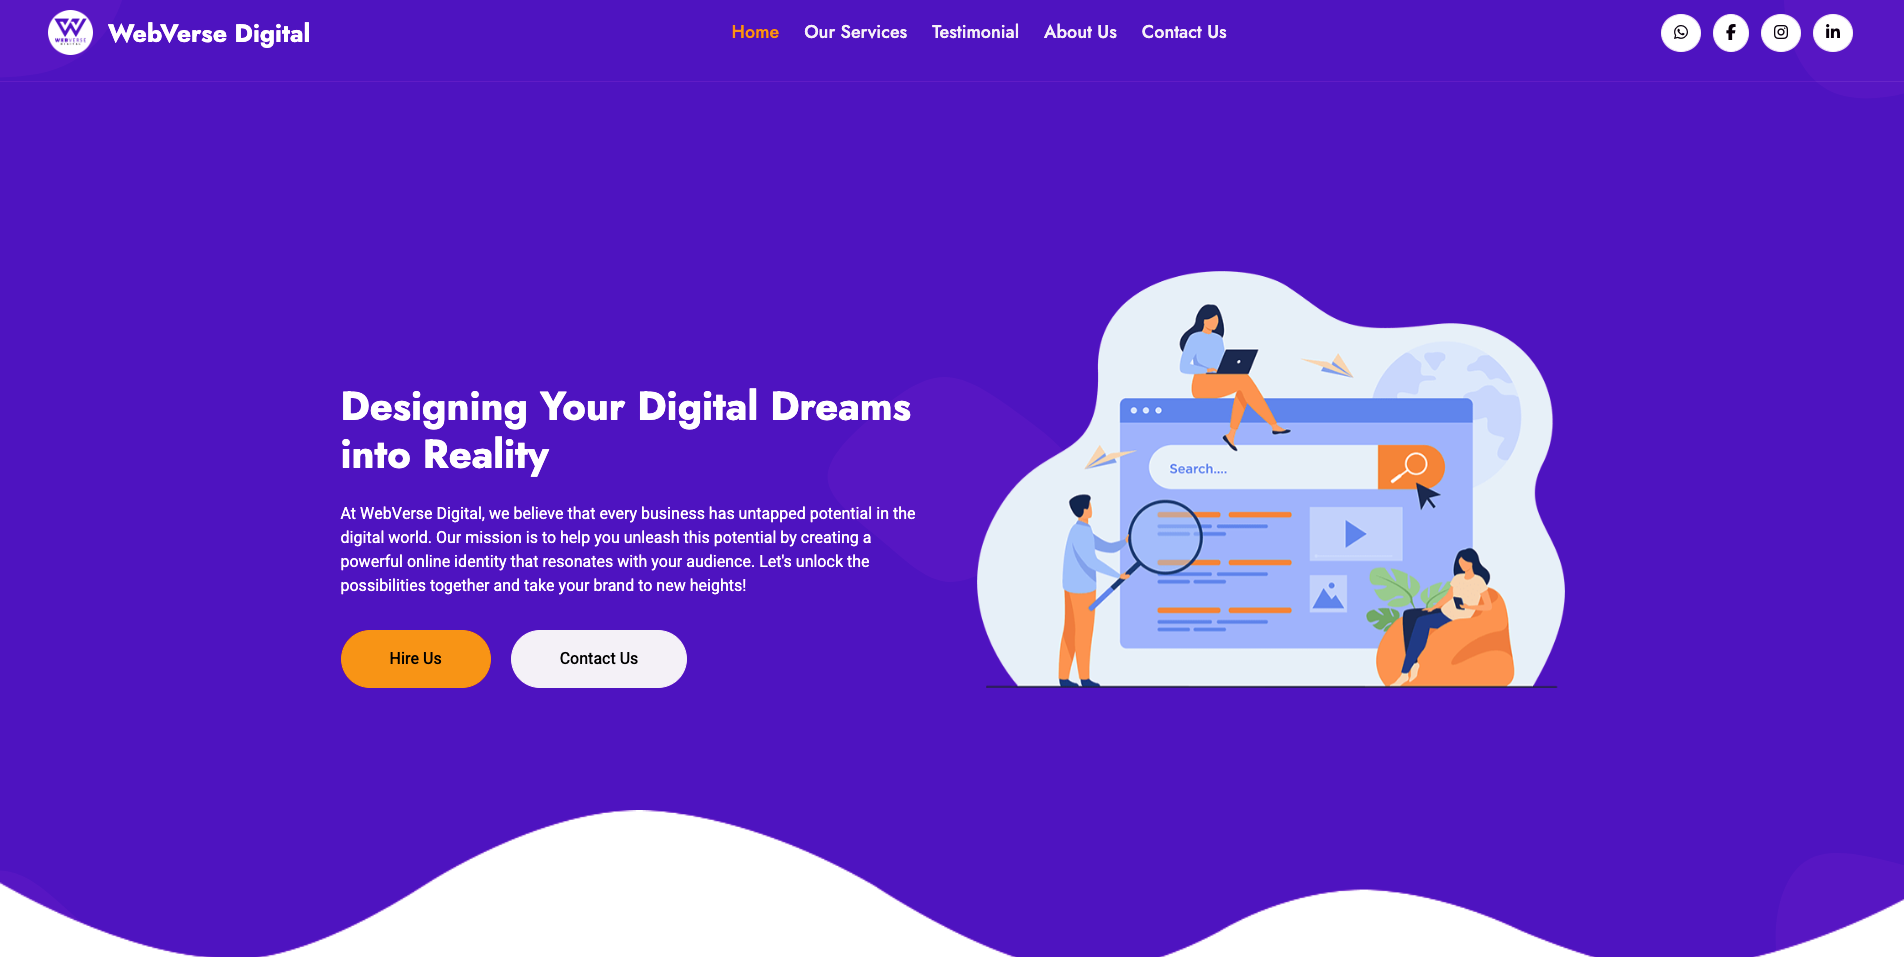 WEBVERSE
DIGITAL
WebVerse Digital
Home
Our Services
Testimonial
About Us
Contact Us
Designing Your Digital Dreams
into Reality
At WebVerse Digital, we believe that every business has untapped potential in the
digital world. Our mission is to help you unleash this potential by creating a
powerful online identity that resonates with your audience. Let's unlock the
possibilities together and take your brand to new heights!
Hire Us
Contact Us
Search....